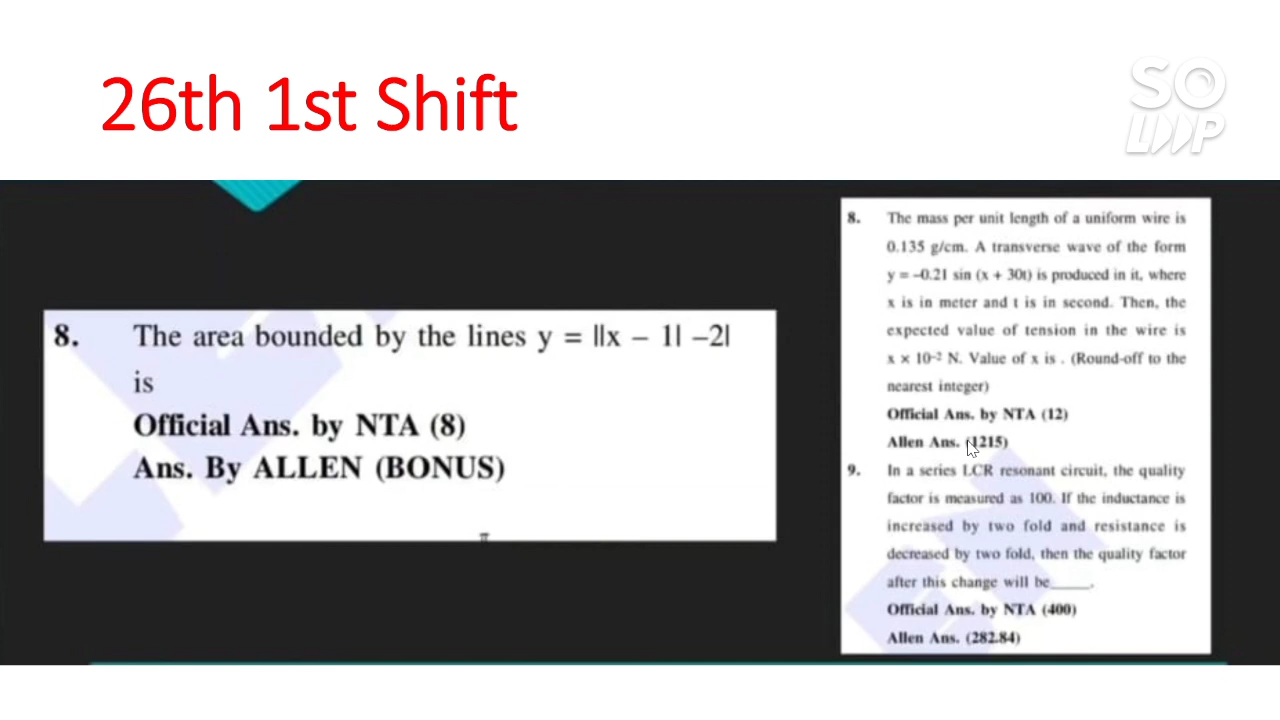 26th 1st Shift
SO
LOOP
8. The area bounded by the lines y = ||x – 1| –2|
is
Official Ans. by NTA (8)
Ans. By ALLEN (BONUS)
8. The mass per unit length of a uniform wire is
0.135 g/cm. A transverse wave of the form
y = –0.21 sin (x + 30t) is produced in it, where
x is in meter and t is in second. Then, the
expected value of tension in the wire is
x × 10⁻² N. Value of x is . (Round-off to the
nearest integer)
Official Ans. by NTA (12)
Allen Ans. (1215)
9. In a series LCR resonant circuit, the quality
factor is measured as 100. If the inductance is
increased by two fold and resistance is
decreased by two fold, then the quality factor
after this change will be_____.
Official Ans. by NTA (400)
Allen Ans. (282.84)